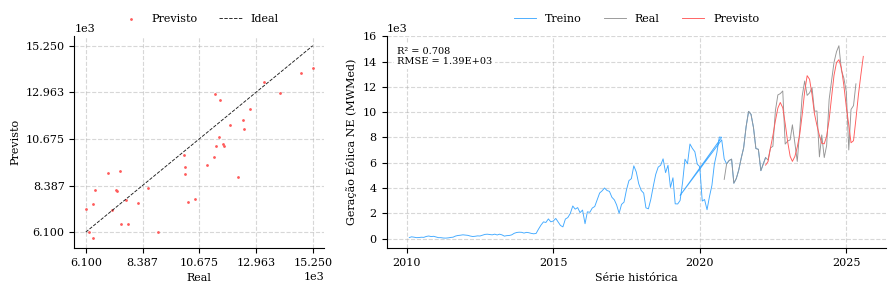 Previsto Ideal
1e3
15.250
12.963
10.675
8.387
6.100
Previsto
6.100 8.387 10.675 12.963 15.250
1e3
Real
Treino Real Previsto
1e3
R² = 0.708
RMSE = 1.39E+03
16
14
12
10
8
6
4
2
0
Geração Eólica NE (MWMed)
2010 2015 2020 2025
Série histórica